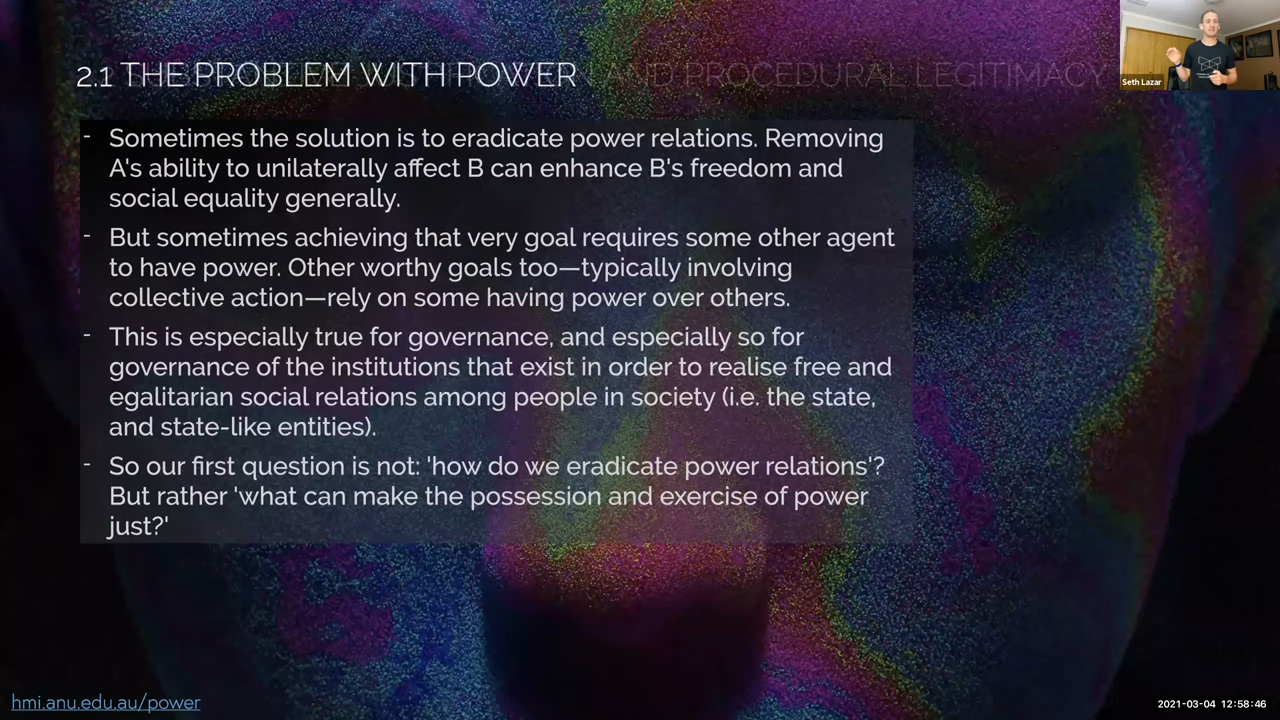 2.1 THE PROBLEM WITH POWER AND PROCEDURAL LEGITIMACY
Seth Lazar
- Sometimes the solution is to eradicate power relations. Removing
A's ability to unilaterally affect B can enhance B's freedom and
social equality generally.
- But sometimes achieving that very goal requires some other agent
to have power. Other worthy goals too—typically involving
collective action—rely on some having power over others.
- This is especially true for governance, and especially so for
governance of the institutions that exist in order to realise free and
egalitarian social relations among people in society (i.e. the state,
and state-like entities).
- So our first question is not: 'how do we eradicate power relations'?
But rather 'what can make the possession and exercise of power
just?'
hmi.anu.edu.au/power
2021-03-04 12:58:46